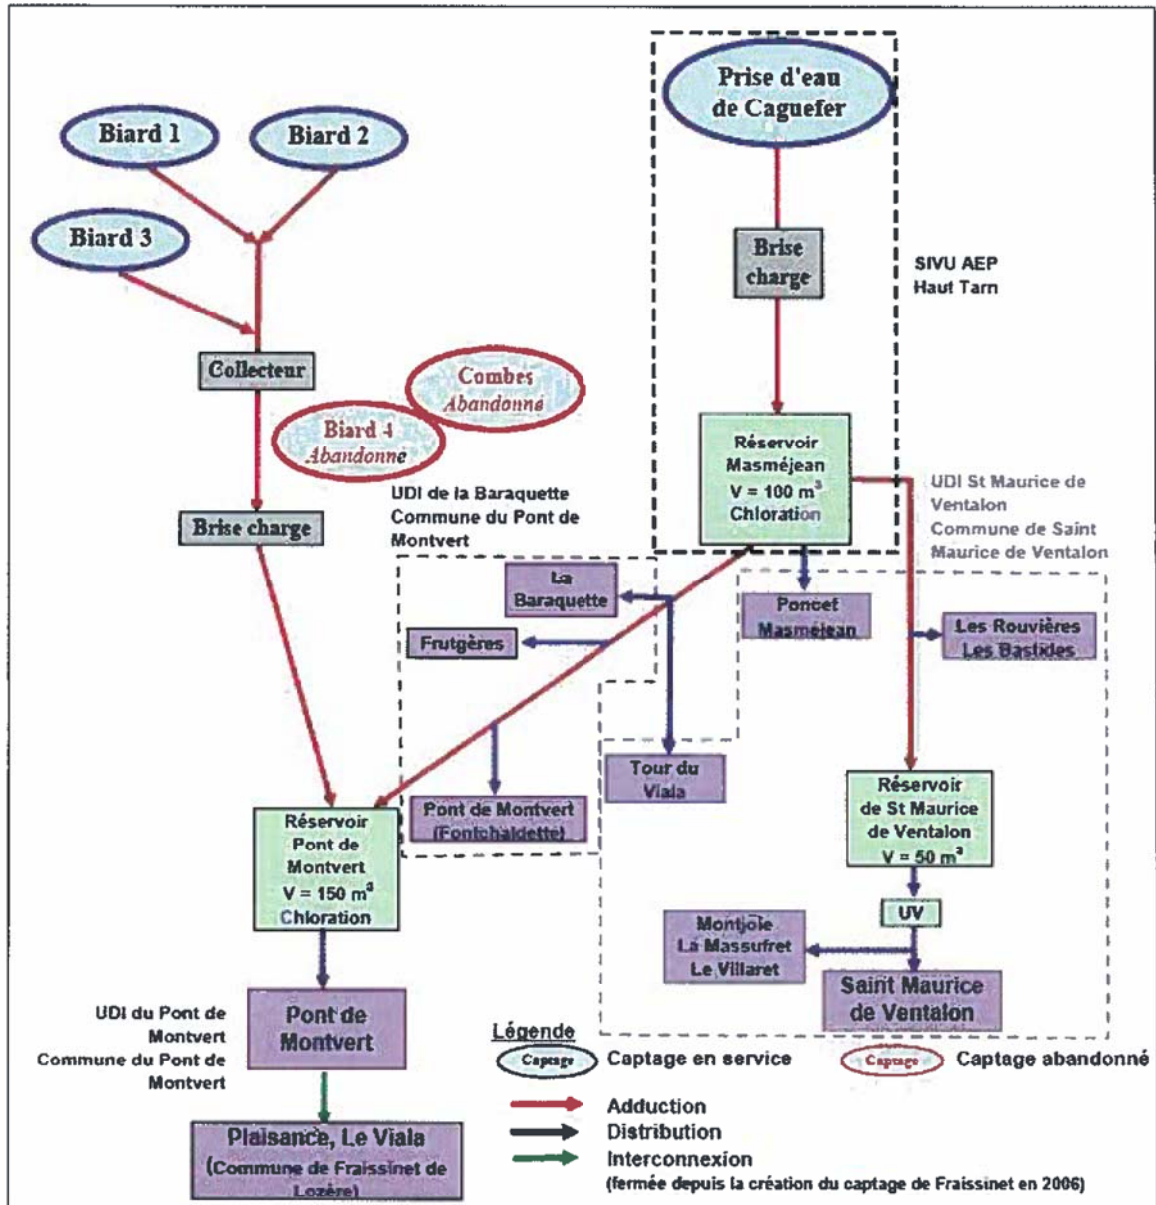 Prise d'eau
de Caguefer
Biard 1
Biard 2
Biard 3
Brise
charge
SIVU AEP
Haut Tarn
Collecteur
Combes
Abandonné
Biard 4
Abandonné
Réservoir
Masméjean
V = 100 m³
Chloration
UDI St Maurice de
Ventalon
Commune de Saint
Maurice de Ventalon
UDI de la Baraquette
Commune du Pont de
Montvert
Brise charge
La
Baraquette
Poncet
Masméjean
Frutgères
Les Rouvières
Les Bastides
Tour du
Viala
Pont de Montvert
(Fontchaldette)
Réservoir
de St Maurice
de Ventalon
V = 50 m³
Réservoir
Pont de
Montvert
V = 150 m³
Chloration
UV
Montjoie
La Massufret
Le Villaret
Saint Maurice
de Ventalon
Pont de
Montvert
UDI du Pont de
Montvert
Commune du Pont de
Montvert
Légende
Captage
Captage en service
Captage
Captage abandonné
Adduction
Distribution
Interconnexion
(fermée depuis la création du captage de Fraissinet en 2006)
Plaisance, Le Viala
(Commune de Fraissinet de
Lozère)